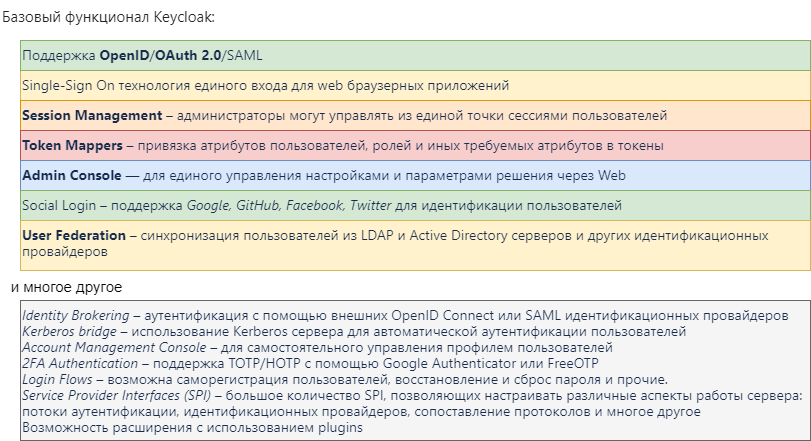 Базовый функционал Keycloak:
Поддержка OpenID/OAuth 2.0/SAML
Single-Sign On технология единого входа для web браузерных приложений
Session Management – администраторы могут управлять из единой точки сессиями пользователей
Token Mappers – привязка атрибутов пользователей, ролей и иных требуемых атрибутов в токены
Admin Console — для единого управления настройками и параметрами решения через Web
Social Login – поддержка Google, GitHub, Facebook, Twitter для идентификации пользователей
User Federation – синхронизация пользователей из LDAP и Active Directory серверов и других идентификационных
провайдеров
и многое другое
Identity Brokering – аутентификация с помощью внешних OpenID Connect или SAML идентификационных провайдеров
Kerberos bridge – использование Kerberos сервера для автоматической аутентификации пользователей
Account Management Console – для самостоятельного управления профилем пользователей
2FA Authentication – поддержка TOTP/HOTP с помощью Google Authenticator или FreeOTP
Login Flows – возможна саморегистрация пользователей, восстановление и сброс пароля и прочие.
Service Provider Interfaces (SPI) – большое количество SPI, позволяющих настраивать различные аспекты работы сервера:
потоки аутентификации, идентификационных провайдеров, сопоставление протоколов и многое другое
Возможность расширения с использованием plugins